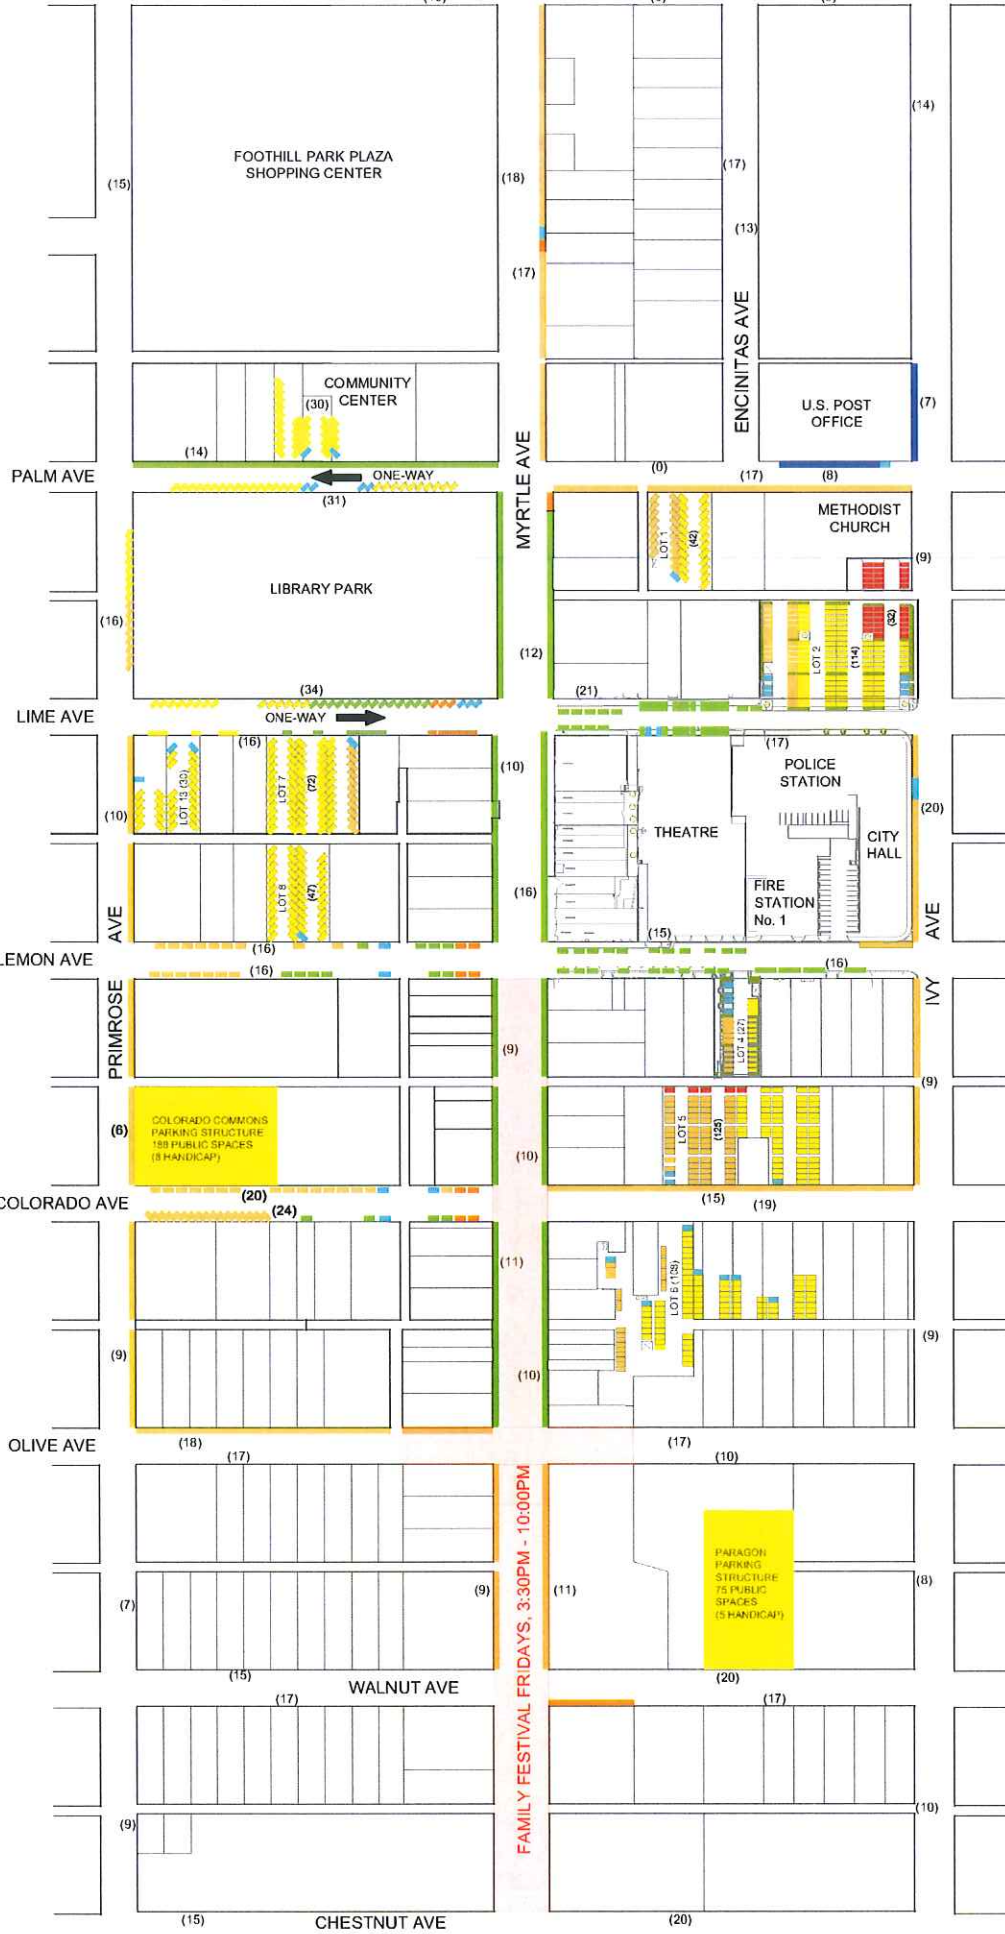 FOOTHILL PARK PLAZA
SHOPPING CENTER
(15)
(18)
(17)
(14)
(13)
(17)
ENCINITAS AVE
COMMUNITY
CENTER
(30)
(14)
U.S. POST
OFFICE
(7)
PALM AVE
ONE-WAY
(31)
MYRTLE AVE
(0)
(17)
(8)
METHODIST
CHURCH
LOT 1
(42)
(9)
LIBRARY PARK
(16)
(12)
(32)
LOT 2
(114)
(34)
(21)
LIME AVE
ONE-WAY
(16)
(17)
POLICE
STATION
LOT 13 (30)
LOT 7
(72)
(10)
(10)
(20)
THEATRE
CITY
HALL
LOT 8
(47)
(16)
FIRE
STATION
No. 1
AVE
AVE
(16)
(15)
LEMON AVE
(16)
(16)
PRIMROSE
IVY
LOT 4 (27)
(9)
(9)
COLORADO COMMONS
PARKING STRUCTURE
188 PUBLIC SPACES
(8 HANDICAP)
(6)
LOT 5
(125)
(10)
COLORADO AVE
(20)
(24)
(15)
(19)
(11)
LOT 6 (108)
(9)
(9)
(10)
OLIVE AVE
(18)
(17)
(17)
(10)
FAMILY FESTIVAL FRIDAYS, 3:30PM - 10:00PM
PARAGON
PARKING
STRUCTURE
75 PUBLIC
SPACES
(5 HANDICAP)
(7)
(9)
(11)
(8)
(15)
WALNUT AVE
(20)
(17)
(17)
(9)
(10)
(15)
CHESTNUT AVE
(20)